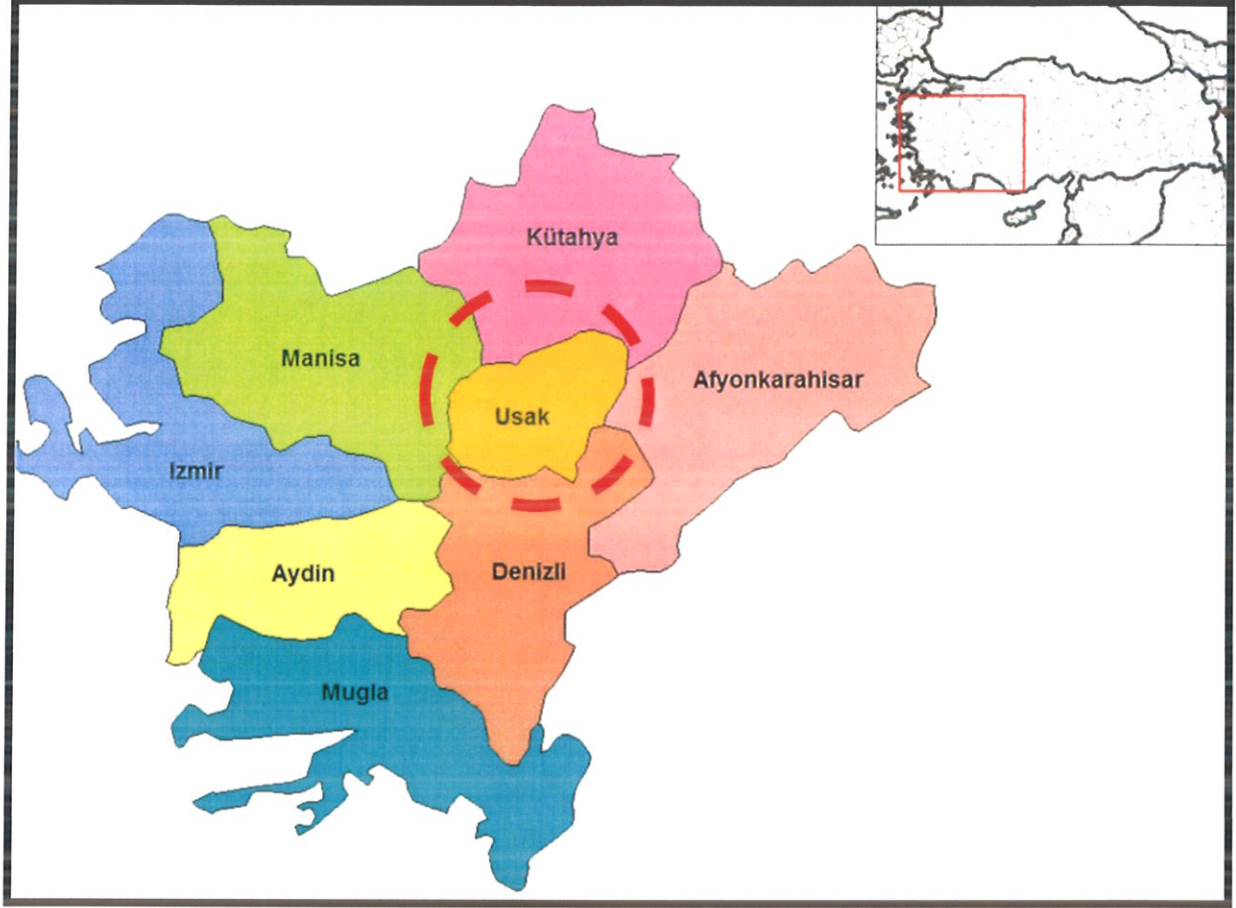 Kütahya
Manisa
Afyonkarahisar
Usak
Izmir
Aydin
Denizli
Mugla